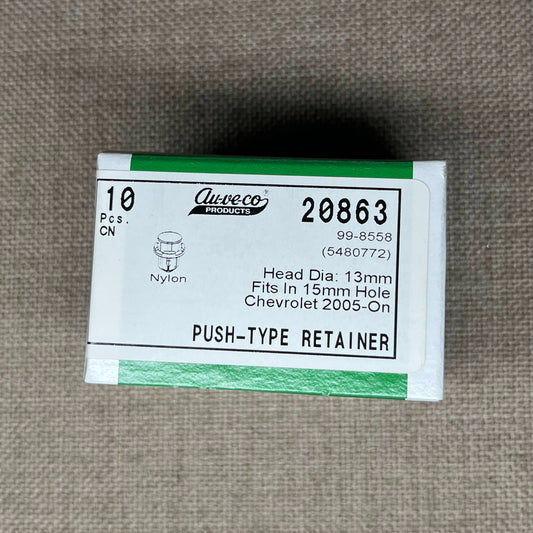 10
Pcs.
CN
Au-ve-co®
PRODUCTS
20863
99-8558
(5480772)
Nylon
Head Dia: 13mm
Fits In 15mm Hole
Chevrolet 2005-On
PUSH-TYPE RETAINER